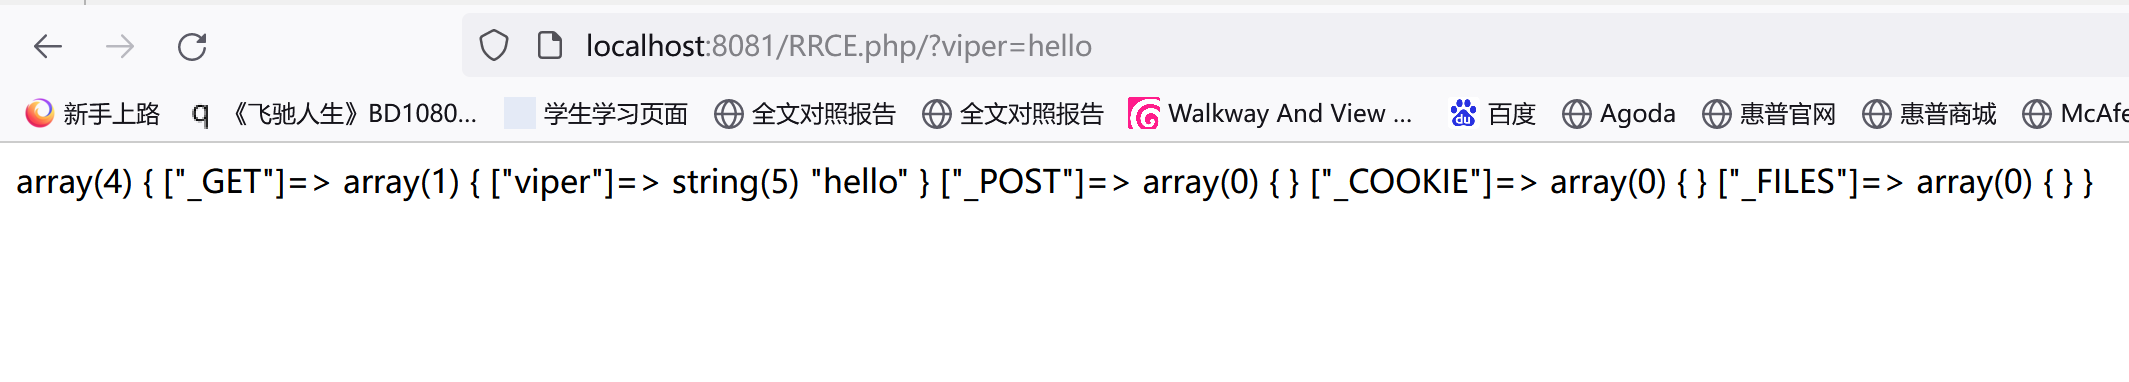 localhost:8081/RRCE.php/?viper=hello
新手上路 q 《飞驰人生》BD1080... 学生学习页面 全文对照报告 全文对照报告 Walkway And View ... du 百度 Agoda 惠普官网 惠普商城 McAfe
array(4) { ["_GET"]=> array(1) { ["viper"]=> string(5) "hello" } ["_POST"]=> array(0) { } ["_COOKIE"]=> array(0) { } ["_FILES"]=> array(0) { } }